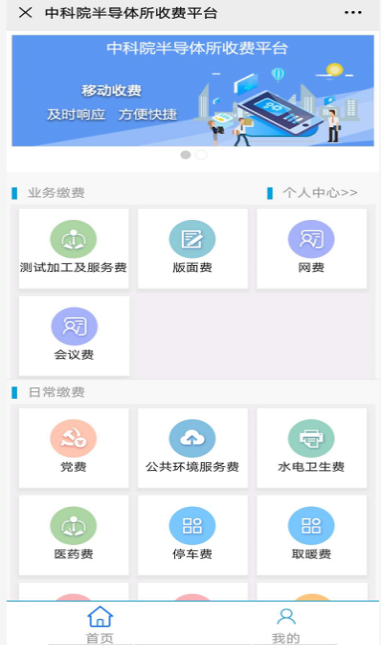 中科院半导体所收费平台
中科院半导体所收费平台
移动收费
及时响应 方便快捷
业务缴费
个人中心>>
测试加工及服务费
版面费
网费
会议费
日常缴费
党费
公共环境服务费
水电卫生费
医药费
停车费
取暖费
首页
我的